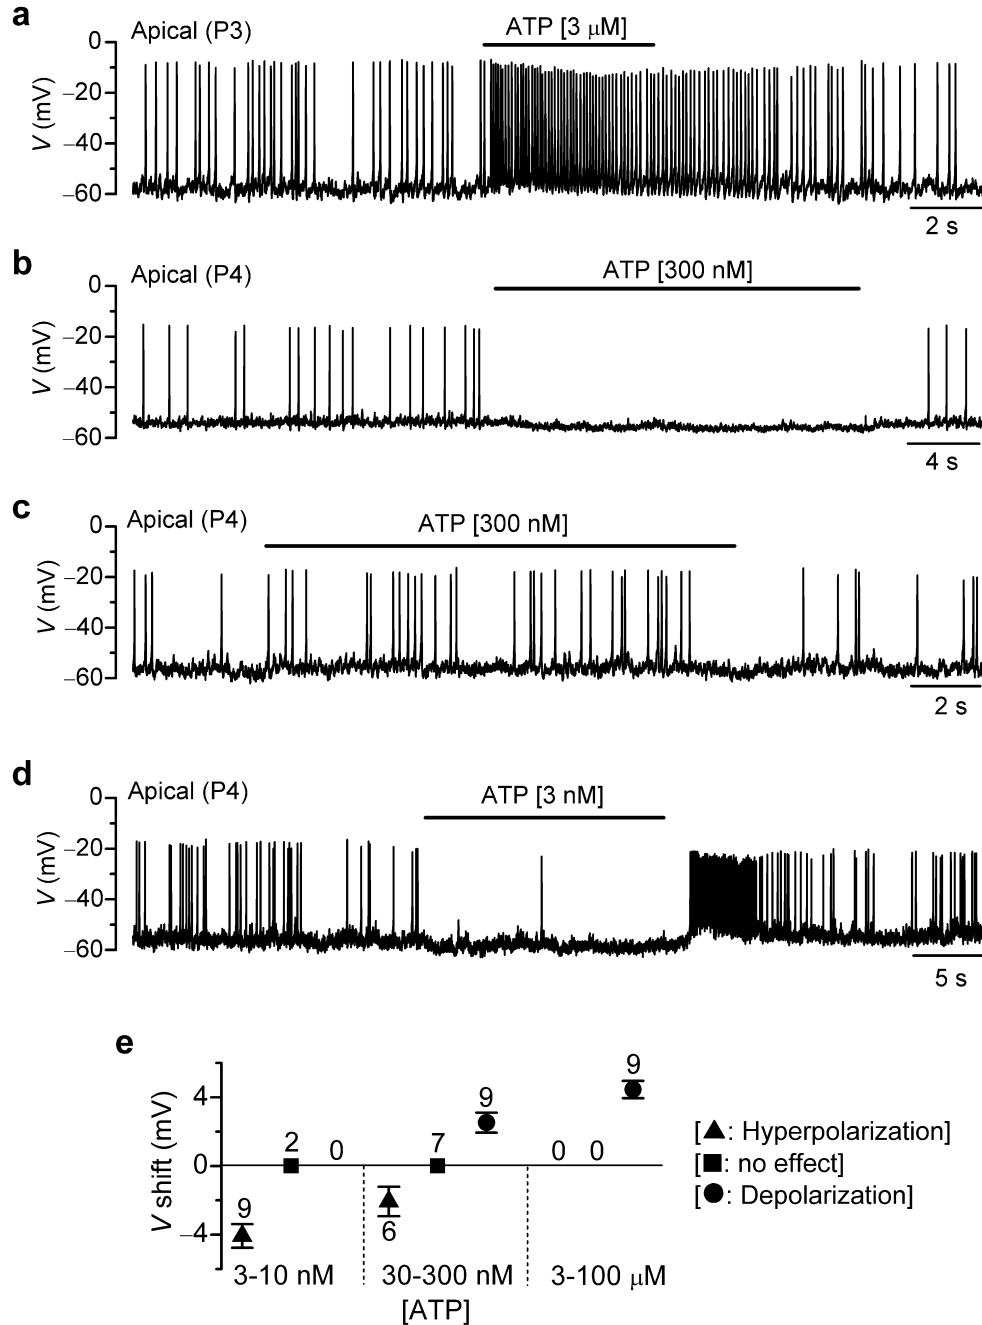 a
Apical (P3)
ATP [3 μM]
0
–20
–40
–60
V (mV)
2 s
b
Apical (P4)
ATP [300 nM]
0
–20
–40
–60
V (mV)
4 s
c
Apical (P4)
ATP [300 nM]
0
–20
–40
–60
V (mV)
2 s
d
Apical (P4)
ATP [3 nM]
0
–20
–40
–60
V (mV)
5 s
e
V shift (mV)
4
0
–4
9
2
0
6
7
9
0 0
9
3-10 nM
30-300 nM
3-100 μM
[ATP]
[▲: Hyperpolarization]
[■: no effect]
[●: Depolarization]